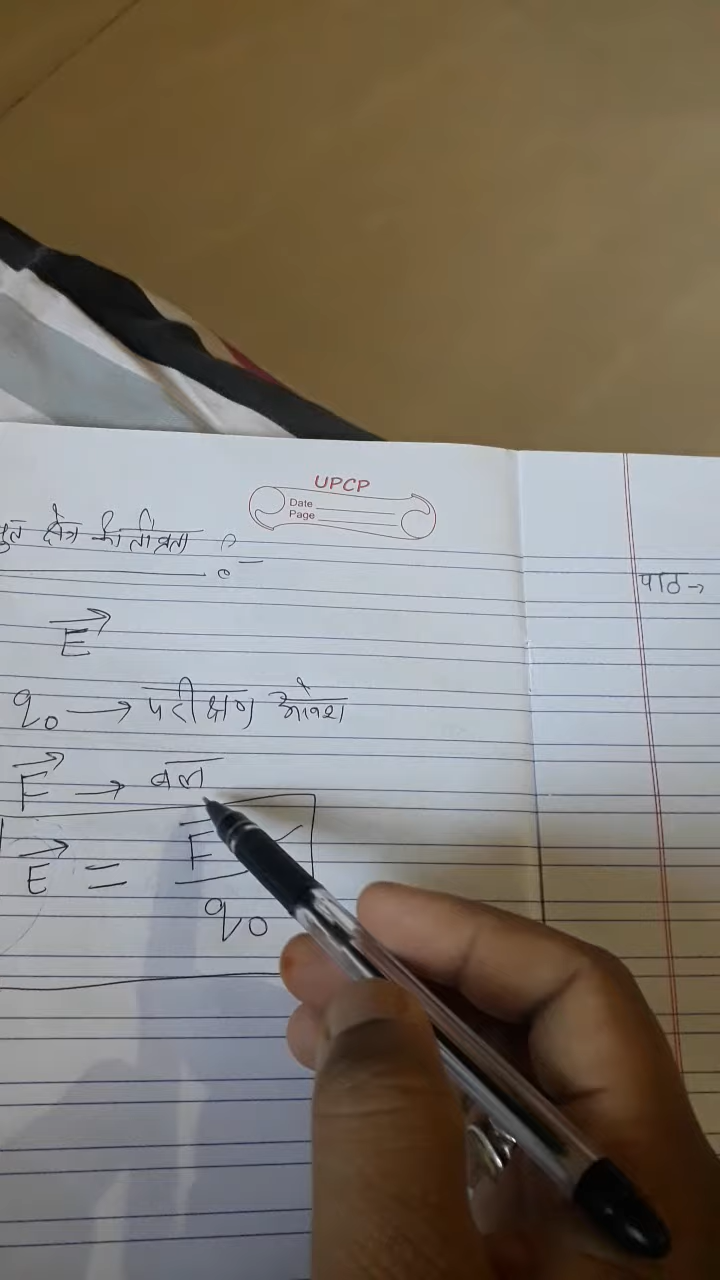 UPCP
Date
Page
क्षेत्र की तीव्रता :-
पाठ →
E⃗
q₀ → परीक्षण आवेश
F⃗ → बल
E⃗ = F⃗ / q₀